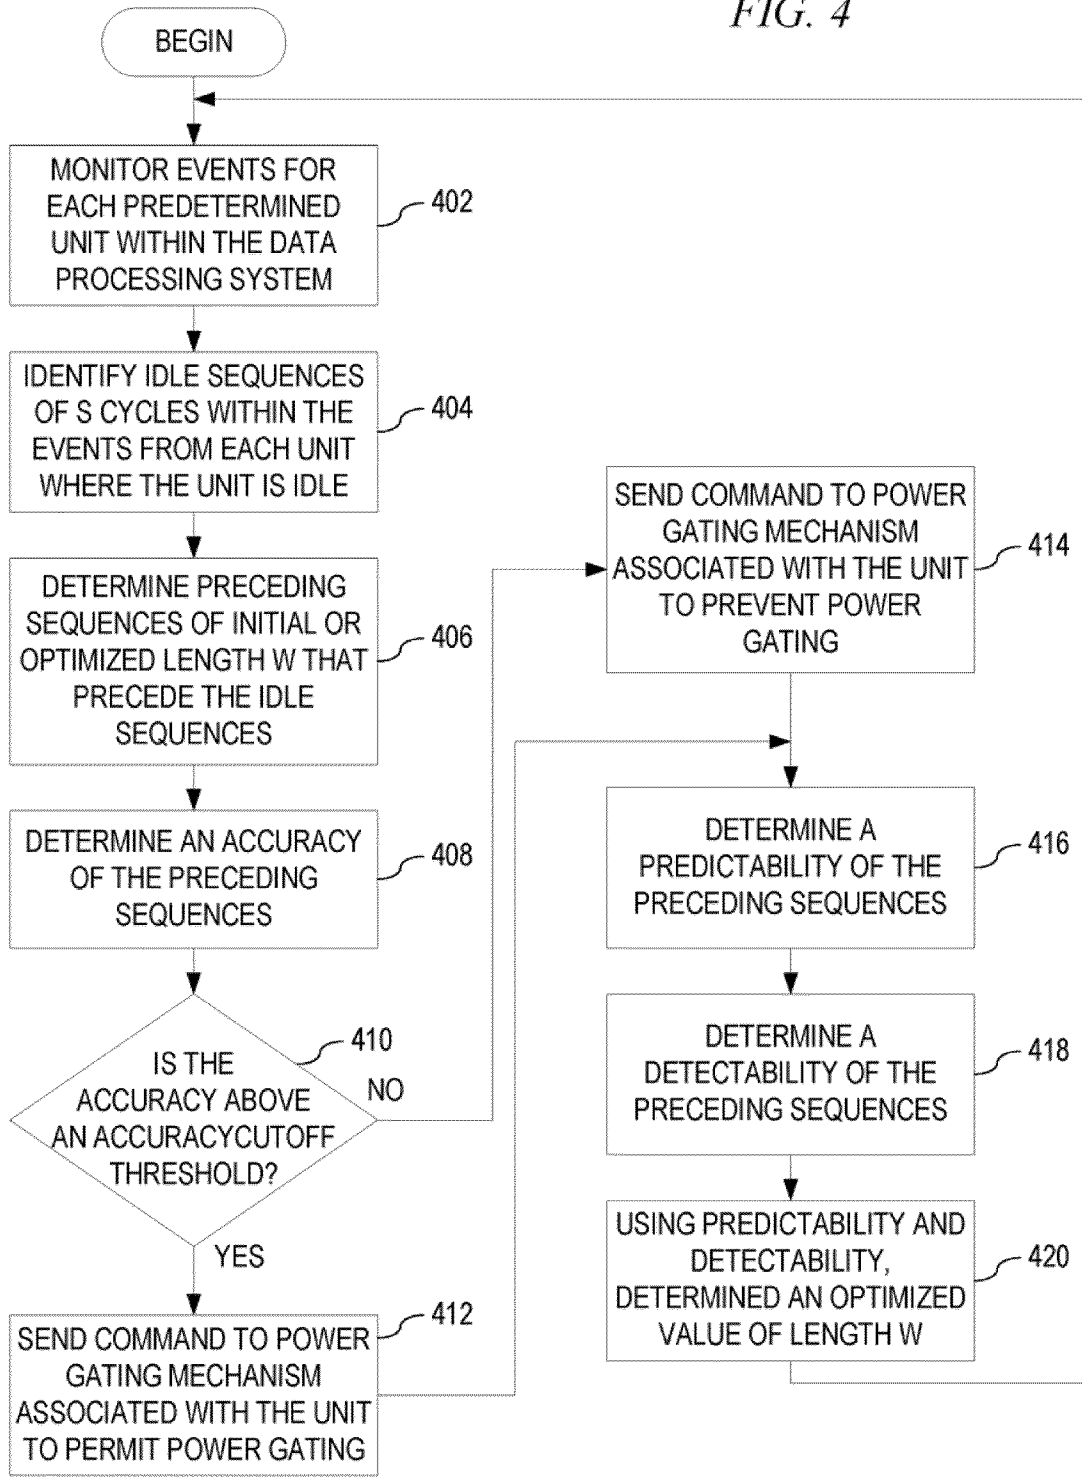 FIG. 4
BEGIN
MONITOR EVENTS FOR
EACH PREDETERMINED
UNIT WITHIN THE DATA
PROCESSING SYSTEM
402
IDENTIFY IDLE SEQUENCES
OF S CYCLES WITHIN THE
EVENTS FROM EACH UNIT
WHERE THE UNIT IS IDLE
404
DETERMINE PRECEDING
SEQUENCES OF INITIAL OR
OPTIMIZED LENGTH W THAT
PRECEDE THE IDLE
SEQUENCES
406
DETERMINE AN ACCURACY
OF THE PRECEDING
SEQUENCES
408
IS THE
ACCURACY ABOVE
AN ACCURACYCUTOFF
THRESHOLD?
410
NO
YES
SEND COMMAND TO POWER
GATING MECHANISM
ASSOCIATED WITH THE UNIT
TO PERMIT POWER GATING
412
SEND COMMAND TO POWER
GATING MECHANISM
ASSOCIATED WITH THE UNIT
TO PREVENT POWER
GATING
414
DETERMINE A
PREDICTABILITY OF THE
PRECEDING SEQUENCES
416
DETERMINE A
DETECTABILITY OF THE
PRECEDING SEQUENCES
418
USING PREDICTABILITY AND
DETECTABILITY,
DETERMINED AN OPTIMIZED
VALUE OF LENGTH W
420